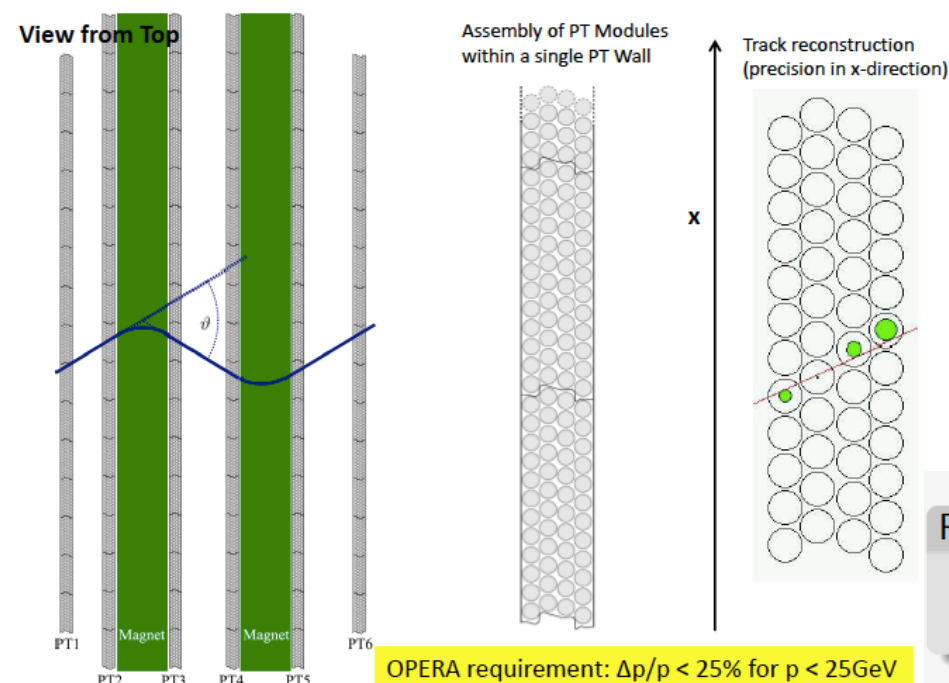 View from Top
Assembly of PT Modules
within a single PT Wall
Track reconstruction
(precision in x-direction)
x
ϑ
Magnet
Magnet
PT1
PT6
PT2
PT3
PT4
PT5
OPERA requirement: Δp/p < 25% for p < 25GeV